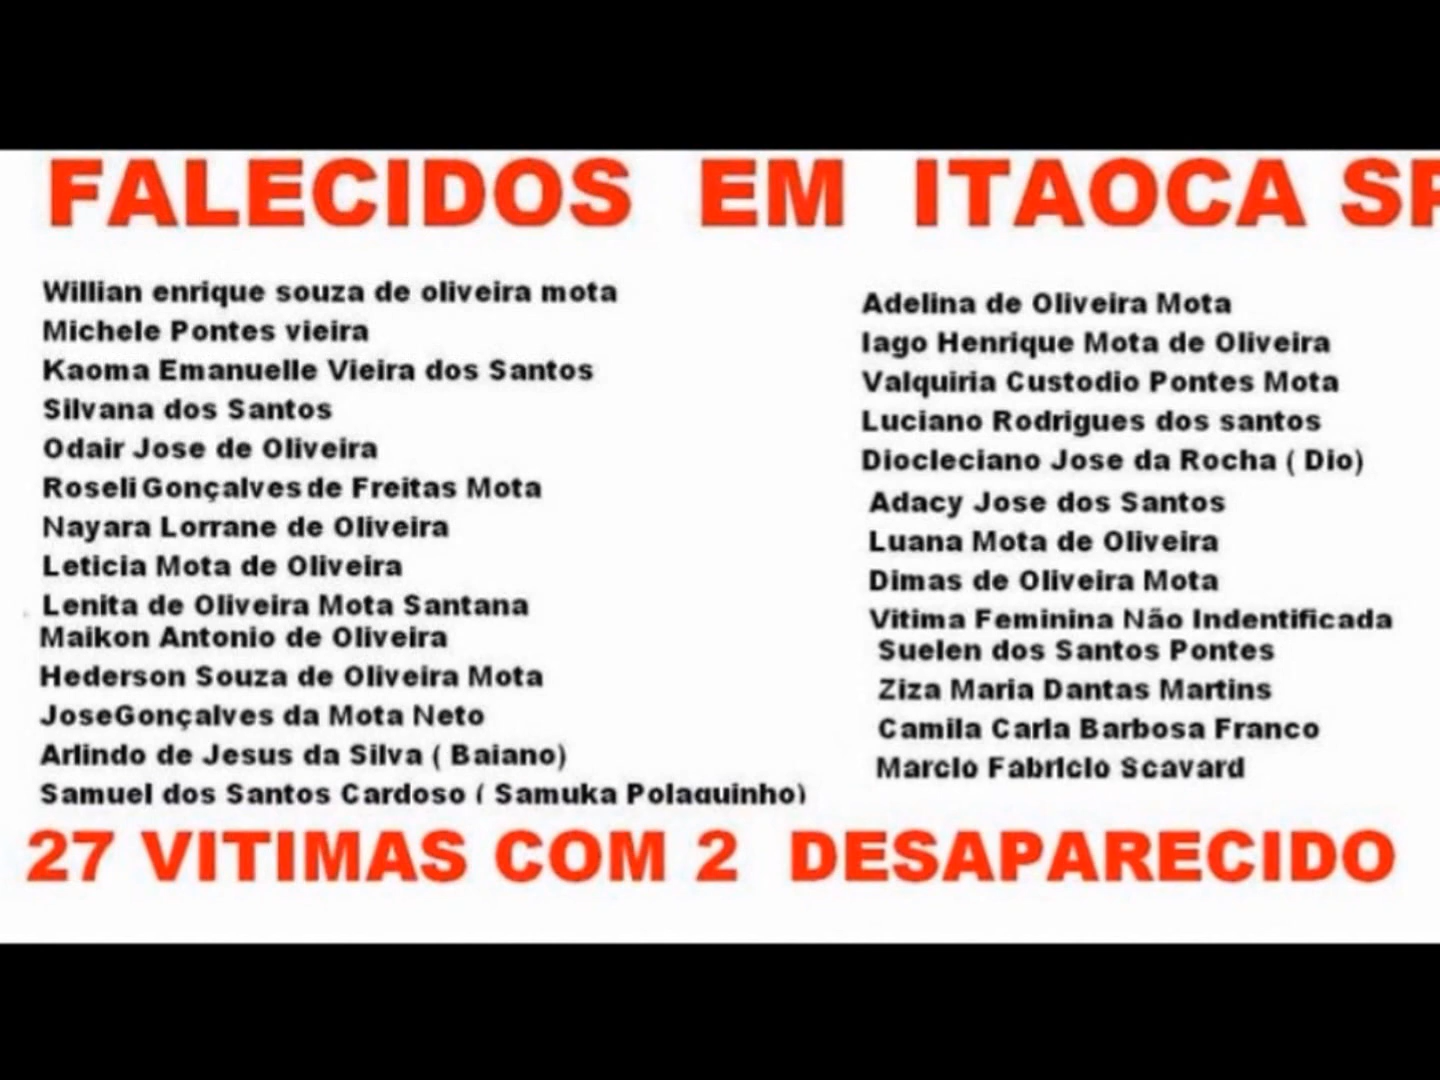 FALECIDOS EM ITAOCA SP
Willian enrique souza de oliveira mota
Michele Pontes vieira
Kaoma Emanuelle Vieira dos Santos
Silvana dos Santos
Odair Jose de Oliveira
Roseli Gonçalves de Freitas Mota
Nayara Lorrane de Oliveira
Leticia Mota de Oliveira
Lenita de Oliveira Mota Santana
Maikon Antonio de Oliveira
Hederson Souza de Oliveira Mota
JoseGonçalves da Mota Neto
Arlindo de Jesus da Silva ( Baiano)
Samuel dos Santos Cardoso ( Samuka Polaquinho)
Adelina de Oliveira Mota
Iago Henrique Mota de Oliveira
Valquiria Custodio Pontes Mota
Luciano Rodrigues dos santos
Diocleciano Jose da Rocha ( Dio)
Adacy Jose dos Santos
Luana Mota de Oliveira
Dimas de Oliveira Mota
Vitima Feminina Não Indentificada
Suelen dos Santos Pontes
Ziza Maria Dantas Martins
Camila Carla Barbosa Franco
Marcio Fabricio Scavard
27 VITIMAS COM 2 DESAPARECIDO